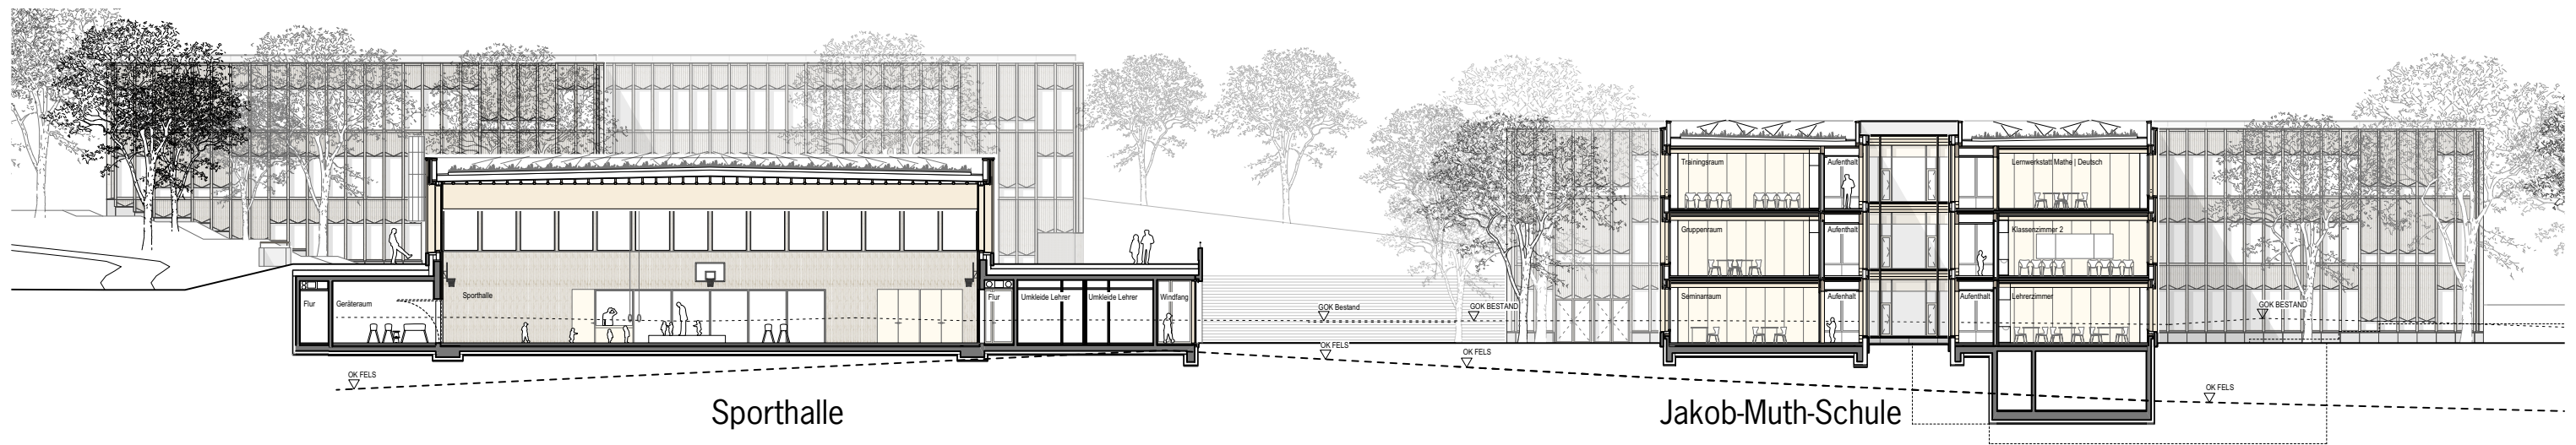 Trainingsraum
Aufenthalt
Lernwerkstatt Mathe | Deutsch
Gruppenraum
Aufenthalt
Klassenzimmer 2
Flur
Geräteraum
Sporthalle
Flur
Umkleide Lehrer
Umkleide Lehrer
Windfang
GOK Bestand
GOK BESTAND
Seminarraum
Aufenhalt
Aufenthalt
Lehrerzimmer
GOK BESTAND
OK FELS
OK FELS
OK FELS
OK FELS
Sporthalle
Jakob-Muth-Schule